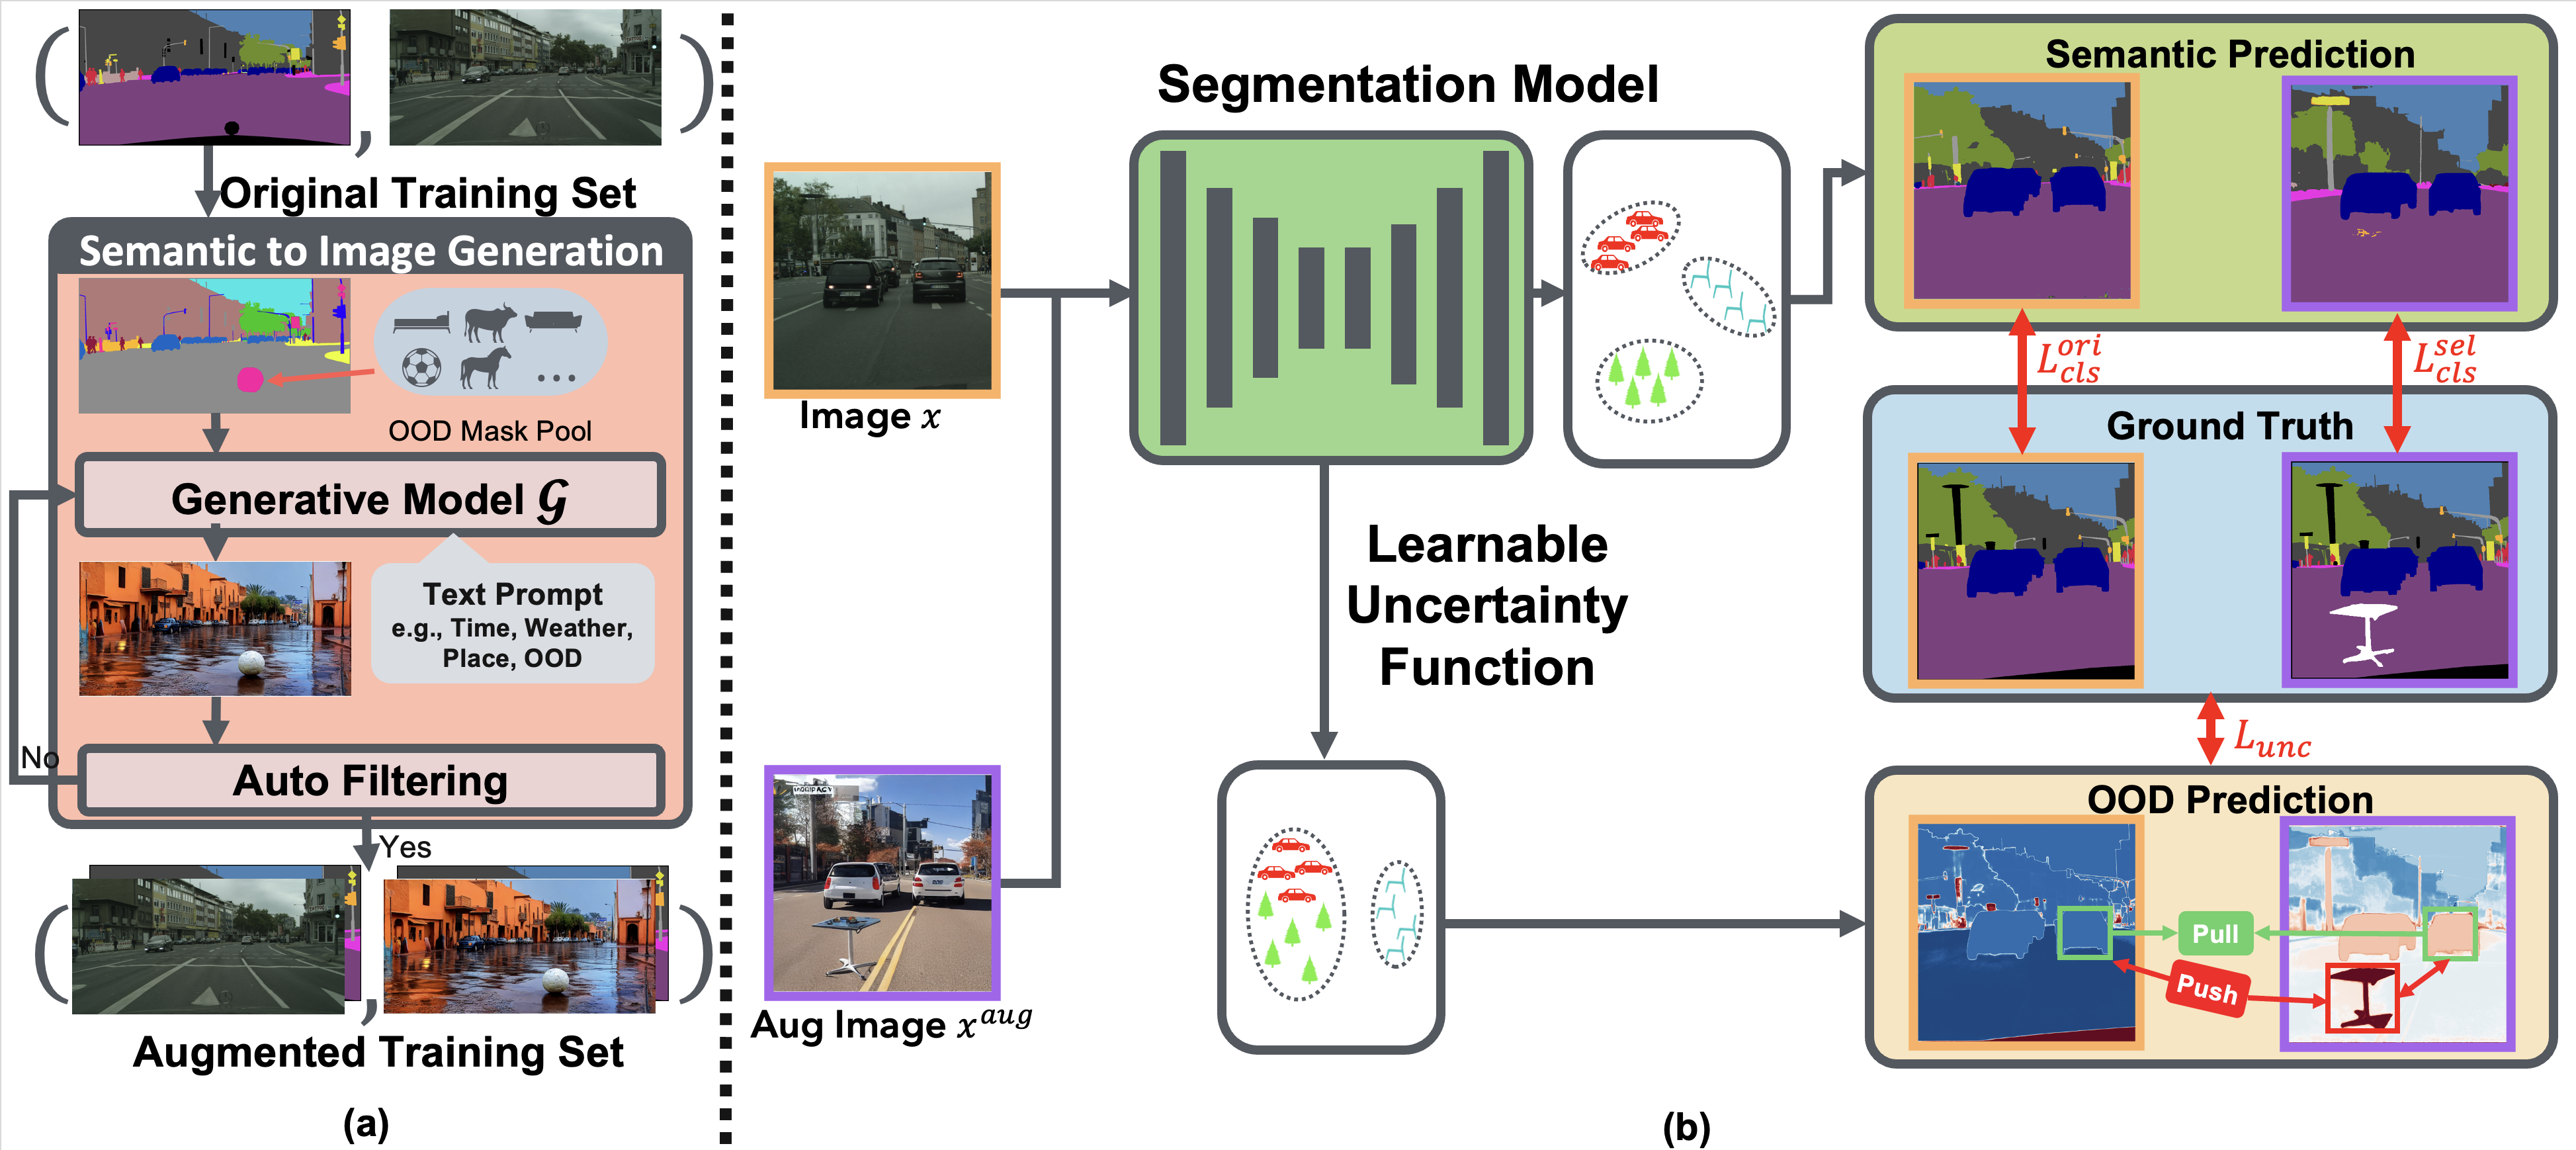 Original Training Set
Semantic to Image Generation
OOD Mask Pool
Generative Model 𝒢
Text Prompt
e.g., Time, Weather,
Place, OOD
No
Auto Filtering
Yes
Augmented Training Set
(a)
Segmentation Model
Image x
Learnable
Uncertainty
Function
Aug Image x^{aug}
Semantic Prediction
L_{cls}^{ori}
L_{cls}^{sel}
Ground Truth
L_{unc}
OOD Prediction
Pull
Push
(b)